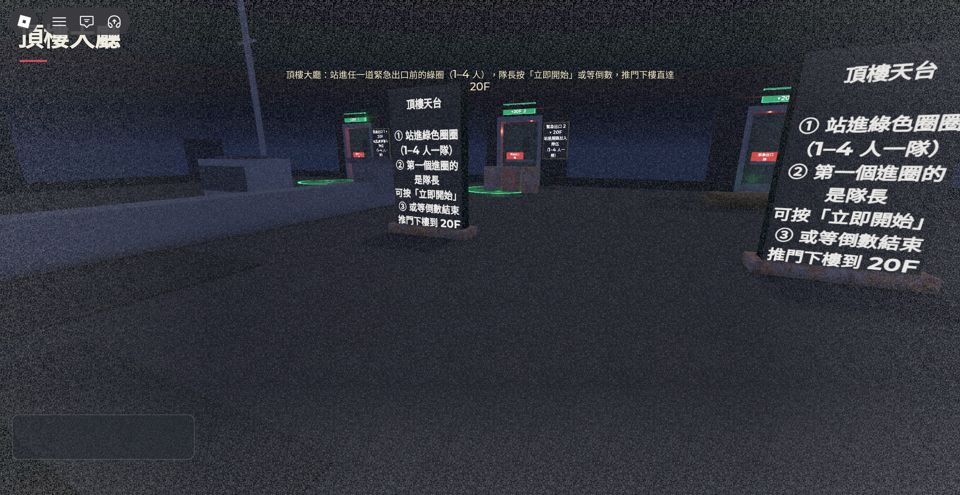 頂樓大廳
頂樓大廳：站進任一道緊急出口前的綠圈（1–4 人），隊長按「立即開始」或等倒數，推門下樓直達
20F
頂樓天台
① 站進綠色圈圈
（1–4 人一隊）
② 第一個進圈的
是隊長
可按「立即開始」
③ 或等倒數結束
推門下樓到 20F
緊急出口 2
頂樓天台
① 站進綠色圈圈
（1–4 人一隊）
② 第一個進圈的
是隊長
可按「立即開始」
③ 或等倒數結束
推門下樓到 20F